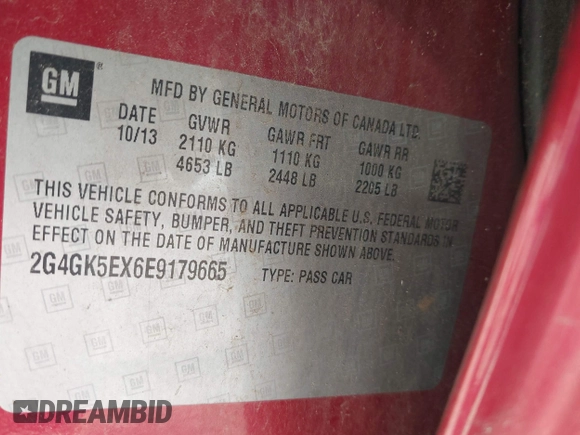 GM
®
MFD BY GENERAL MOTORS OF CANADA LTC.
DATE GVWR GAWR FRT GAWR RR
10/13 2110 KG 1110 KG 1000 KG
4653 LB 2448 LB 2205 LB
THIS VEHICLE CONFORMS TO ALL APPLICABLE U.S. FEDERAL MOTOR
VEHICLE SAFETY, BUMPER, AND THEFT PREVENTION STANDARDS IN
EFFECT ON THE DATE OF MANUFACTURE SHOWN ABOVE.
2G4GK5EX6E9179665 TYPE: PASS CAR
DREAMBID